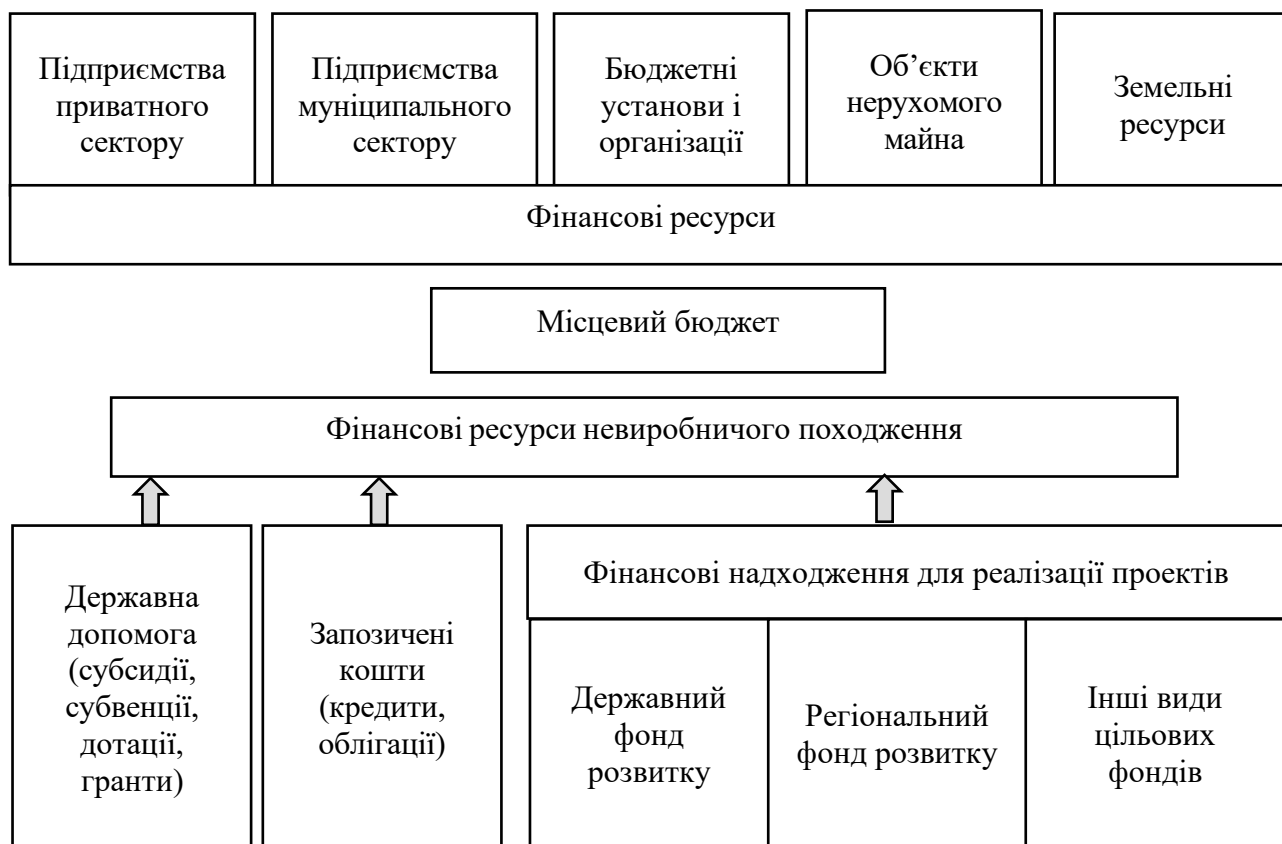 Підприємства
приватного
сектору
Підприємства
муніципального
сектору
Бюджетні
установи і
організації
Об’єкти
нерухомого
майна
Земельні
ресурси
Фінансові ресурси
Місцевий бюджет
Фінансові ресурси невиробничого походження
Державна
допомога
(субсидії,
субвенції,
дотації,
гранти)
Запозичені
кошти
(кредити,
облігації)
Фінансові надходження для реалізації проектів
Державний
фонд
розвитку
Регіональний
фонд розвитку
Інші види
цільових
фондів